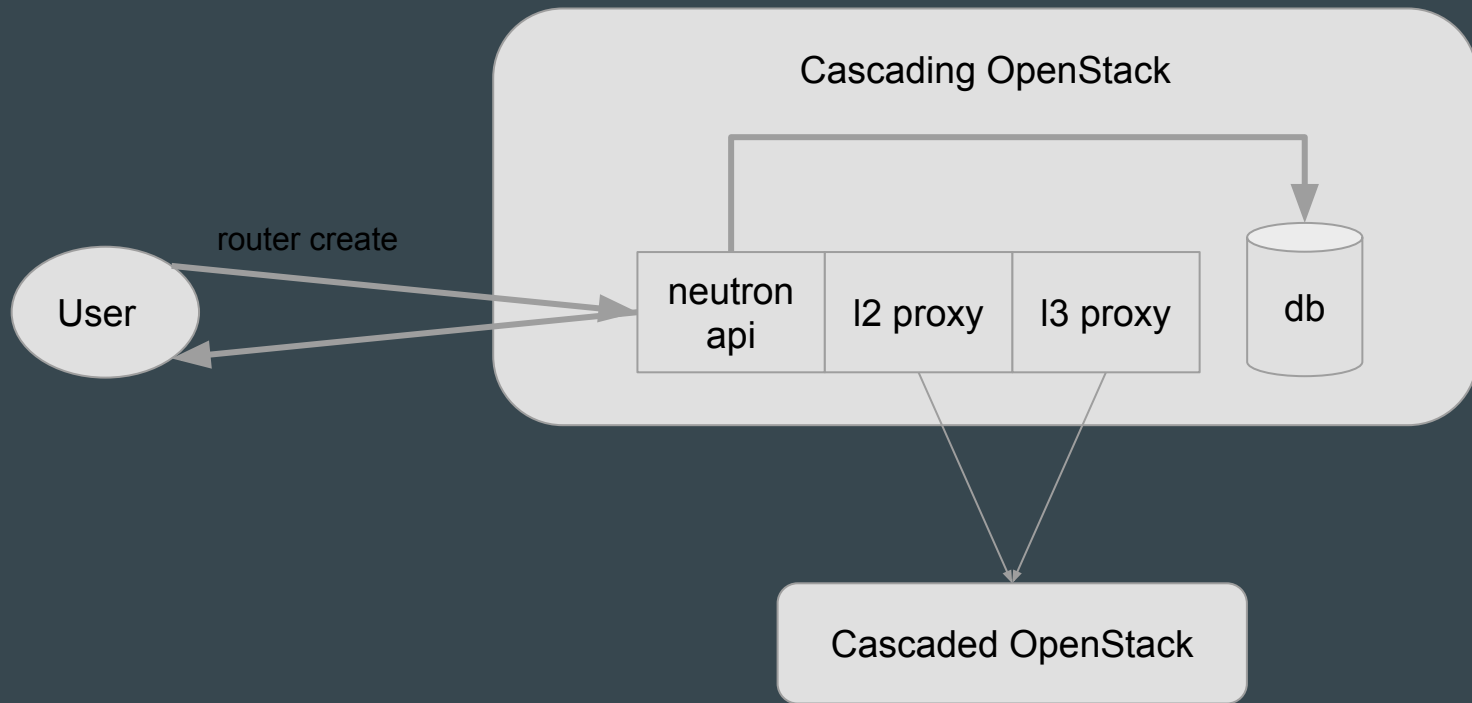 Cascading OpenStack
router create
User
neutron
api
l2 proxy
l3 proxy
db
Cascaded OpenStack